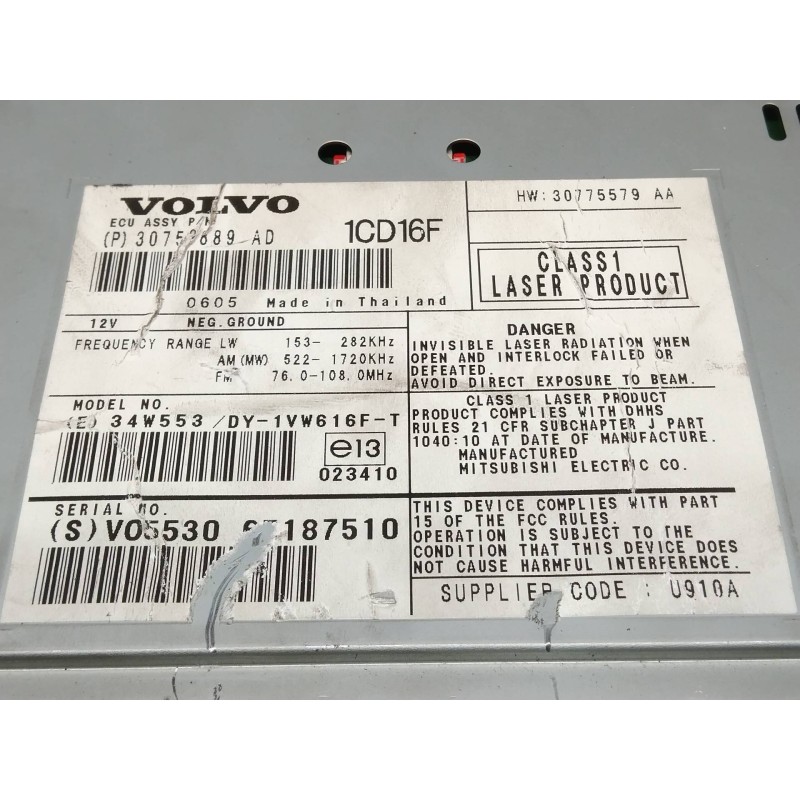 VOLVO
ECU ASSY
(P) AD
1CD16F
0605 Made in Thailand
HW: 30775579 AA
CLASS1
LASER PRODUCT
12V NEG. GROUND
FREQUENCY RANGE LW 153- 282KHz
AM (MW) 522- 1720KHz
FM 76.0-108.0MHz
MODEL NO.
(E) 34W553 /DY-1VW616F-T
e13
023410
SERIAL NO.
(S) VO5530
DANGER
INVISIBLE LASER RADIATION WHEN
OPEN AND INTERLOCK FAILED OR
DEFEATED.
AVOID DIRECT EXPOSURE TO BEAM.
CLASS 1 LASER PRODUCT
PRODUCT COMPLIES WITH DHHS
RULES 21 CFR SUBCHAPTER J PART
1040:10 AT DATE OF MANUFACTURE.
MANUFACTURED
MITSUBISHI ELECTRIC CO.
THIS DEVICE COMPLIES WITH PART
15 OF THE FCC RULES.
OPERATION IS SUBJECT TO THE
CONDITION THAT THIS DEVICE DOES
NOT CAUSE HARMFUL INTERFERENCE.
SUPPLIER CODE : U910A